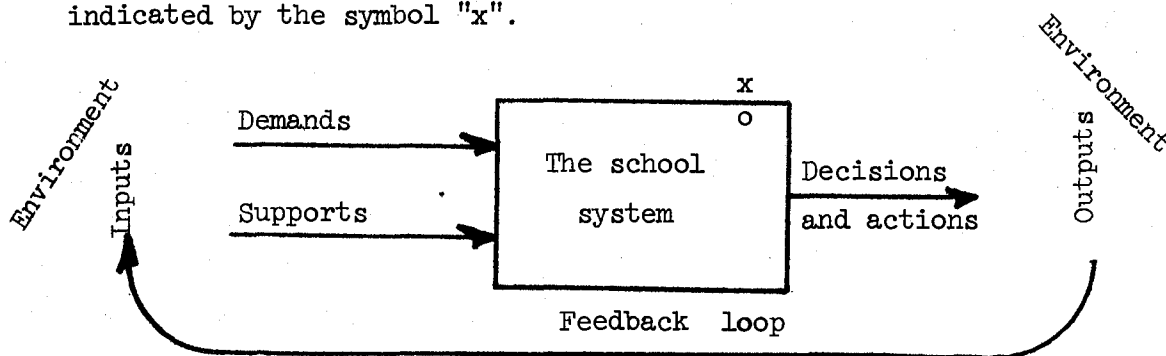 indicated by the symbol "x".
Environment
Environment
Inputs
Demands
Supports
x
o
The school
system
Decisions
and actions
Outputs
Feedback loop